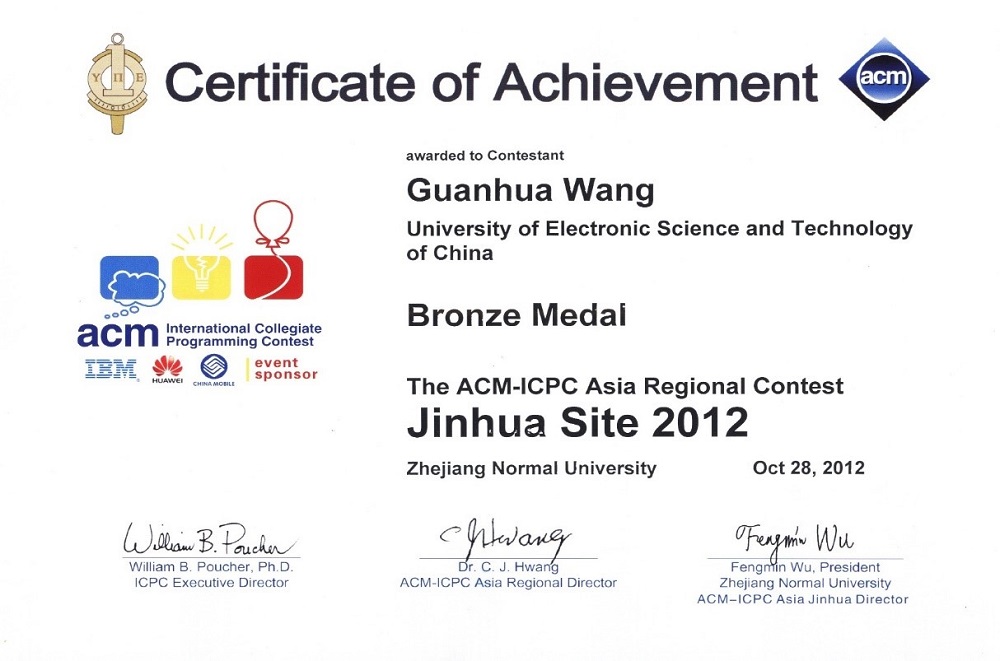 Certificate of Achievement
acm
Υ Π Ε
awarded to Contestant
Guanhua Wang
University of Electronic Science and Technology
of China
Bronze Medal
acm International Collegiate
Programming Contest
IBM HUAWEI CHINA MOBILE event
sponsor
The ACM-ICPC Asia Regional Contest
Jinhua Site 2012
Zhejiang Normal University Oct 28, 2012
William B. Poucher CJHwang Fengmin Wu
William B. Poucher, Ph.D.
ICPC Executive Director
Dr. C. J. Hwang
ACM-ICPC Asia Regional Director
Fengmin Wu, President
Zhejiang Normal University
ACM–ICPC Asia Jinhua Director